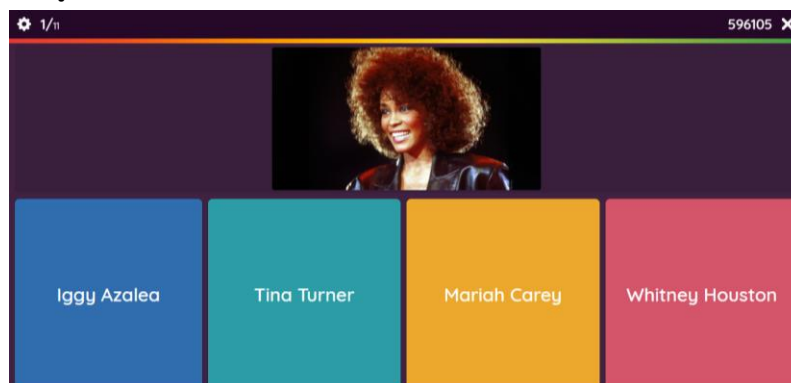 1/11
596105 X
Iggy Azalea
Tina Turner
Mariah Carey
Whitney Houston